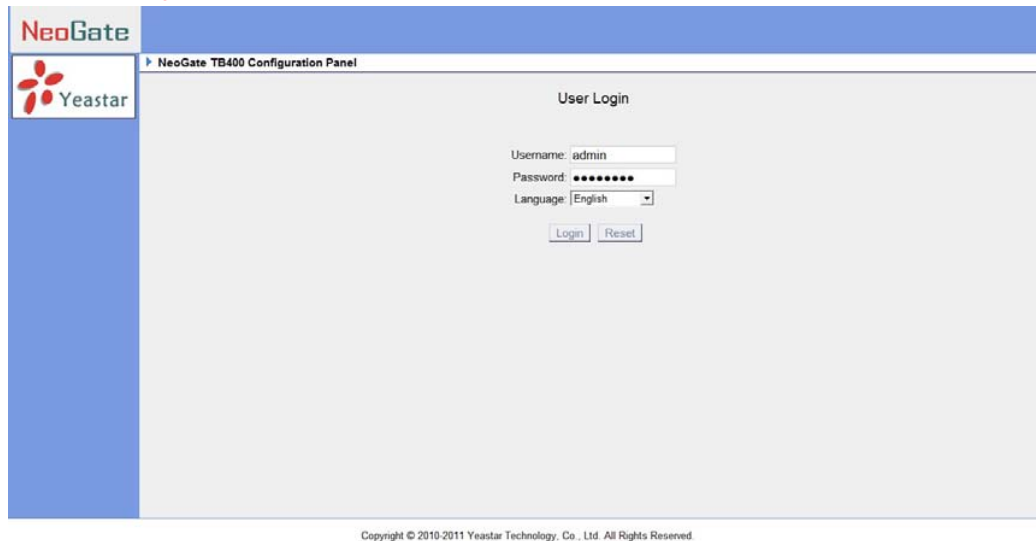 NeoGate
NeoGate TB400 Configuration Panel
Yeastar
User Login
Username: admin
Password: ●●●●●●●●
Language: English
Login Reset
Copyright © 2010-2011 Yeastar Technology, Co., Ltd. All Rights Reserved.